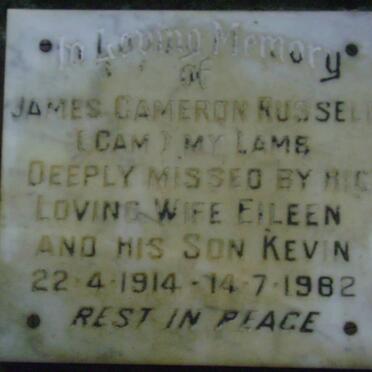 In Loving Memory
of
JAMES CAMERON RUSSELL
(CAM) MY LAMB
DEEPLY MISSED BY HIS
LOVING WIFE EILEEN
AND HIS SON KEVIN
22-4-1914 - 14-7-1982
REST IN PEACE